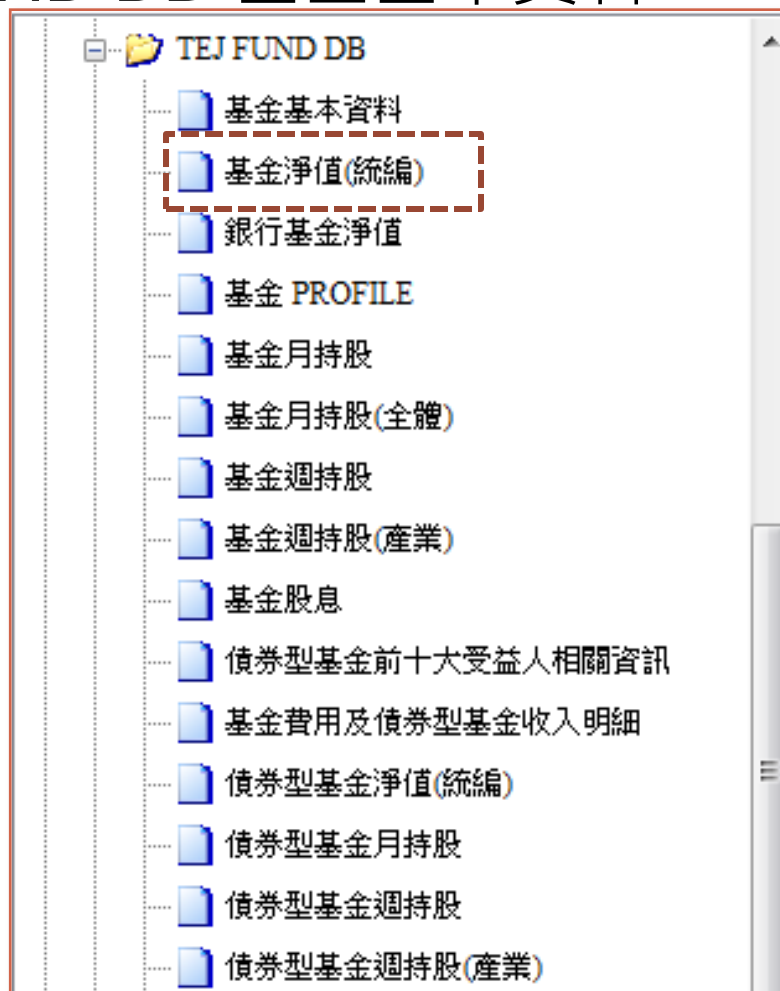 TEJ FUND DB
基金基本資料
基金淨值(統編)
銀行基金淨值
基金 PROFILE
基金月持股
基金月持股(全體)
基金週持股
基金週持股(產業)
基金股息
債券型基金前十大受益人相關資訊
基金費用及債券型基金收入明細
債券型基金淨值(統編)
債券型基金月持股
債券型基金週持股
債券型基金週持股(產業)